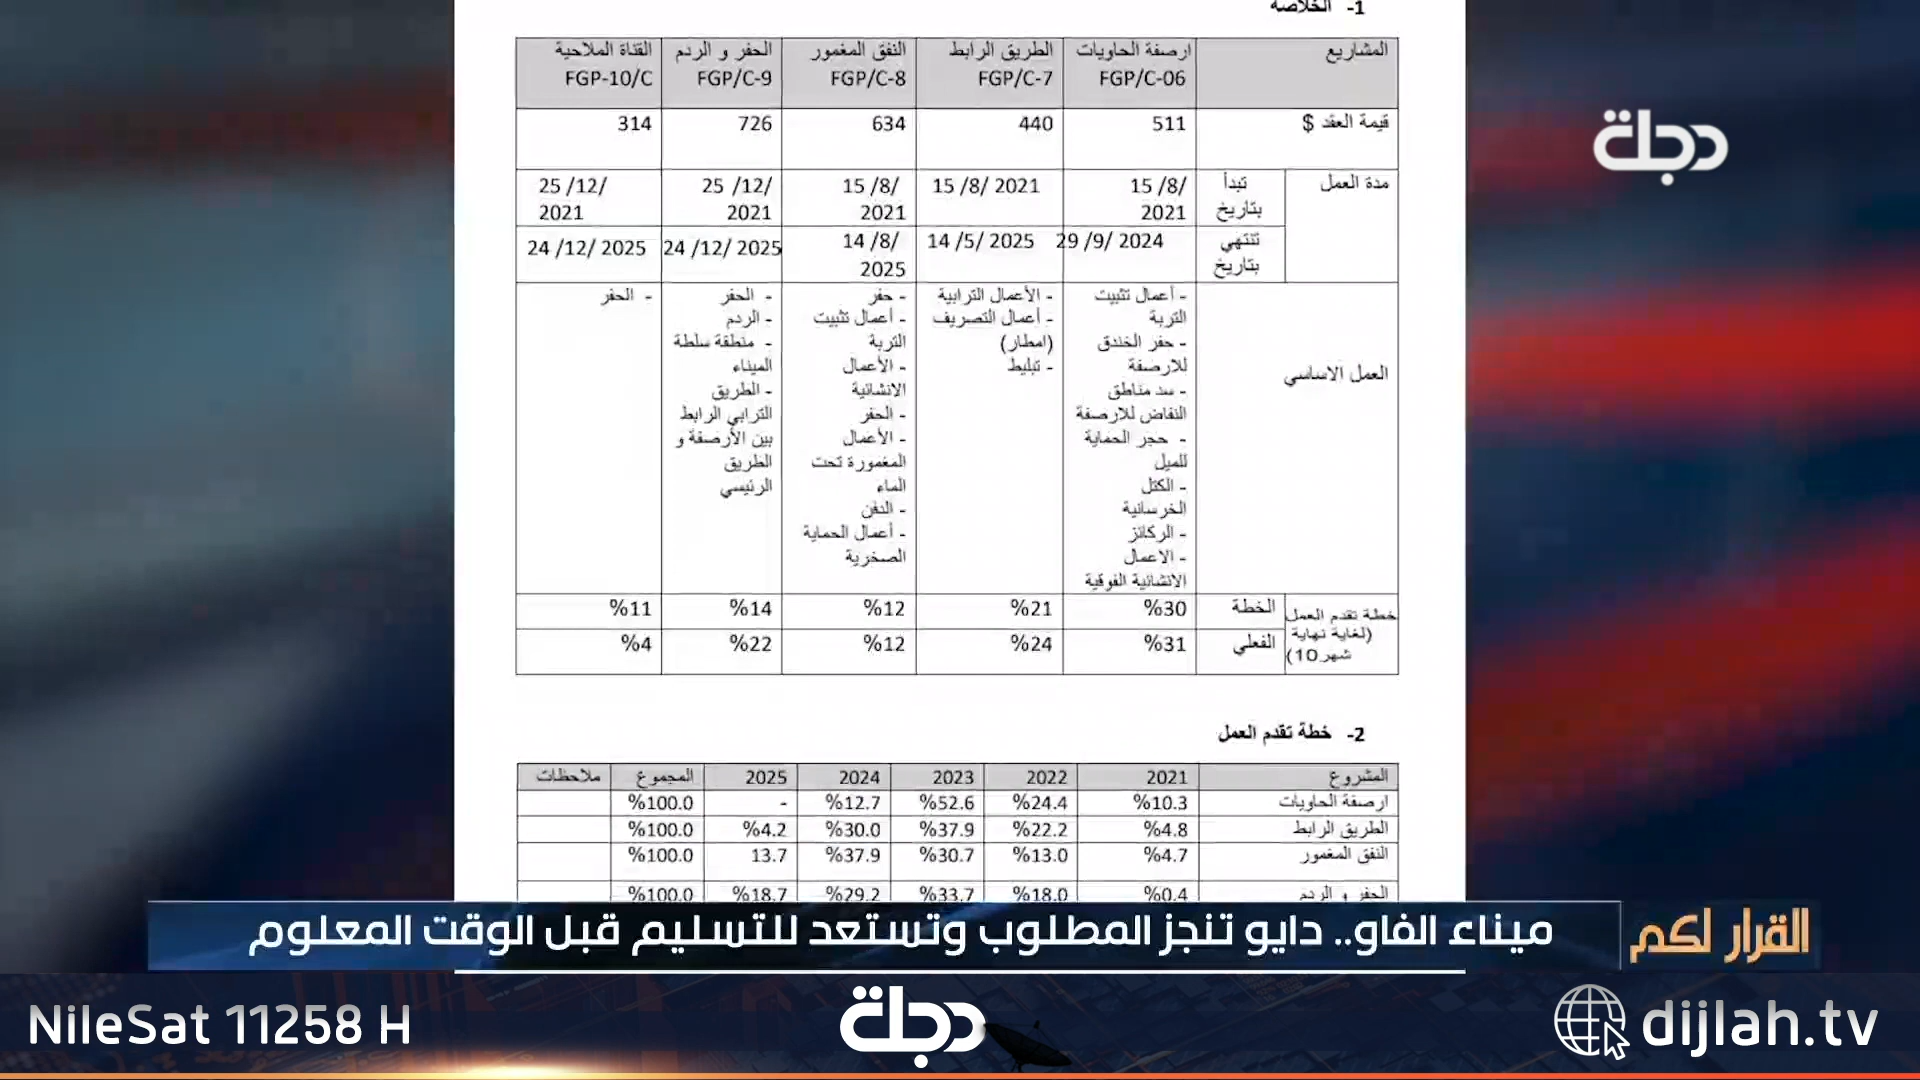 1- الخلاصة
المشاريع | ارصفة الحاويات FGP/C-06 | الطريق الرابط FGP/C-7 | النفق المغمور FGP/C-8 | الحفر و الردم FGP/C-9 | القناة الملاحية FGP-10/C
قيمة العقد $ | 511 | 440 | 634 | 726 | 314
مدة العمل | تبدأ بتاريخ | 15 /8/ 2021 | 15 /8/ 2021 | 15 /8/ 2021 | 25 /12/ 2021 | 25 /12/ 2021
تنتهي بتاريخ | 29 /9/ 2024 | 14 /5/ 2025 | 14 /8/ 2025 | 24 /12/ 2025 | 24 /12/ 2025
العمل الاساسي
- أعمال تثبيت
التربة
- حفر الخندق
للارصفة
- سد مناطق
النفاض للارصفة
- حجر الحماية
للميل
- الكتل
الخرسانية
- الركائز
- الاعمال
الانشائية الفوقية
- الأعمال الترابية
- أعمال التصريف
(امطار)
- تبليط
- حفر
- أعمال تثبيت
التربة
- الأعمال
الانشائية
- الحفر
- الأعمال
المغمورة تحت
الماء
- الدفن
- أعمال الحماية
الصخرية
- الحفر
- الردم
- منطقة سلطة
الميناء
- الطريق
الترابي الرابط
بين الأرصفة و
الطريق
الرئيسي
- الحفر
خطة تقدم العمل
(لغاية نهاية
شهر10)
الخطة | %30 | %21 | %12 | %14 | %11
الفعلي | %31 | %24 | %12 | %22 | %4
2- خطة تقدم العمل
المشروع | 2021 | 2022 | 2023 | 2024 | 2025 | المجموع | ملاحظات
ارصفة الحاويات | %10.3 | %24.4 | %52.6 | %12.7 | - | %100.0
الطريق الرابط | %4.8 | %22.2 | %37.9 | %30.0 | %4.2 | %100.0
النفق المغمور | %4.7 | %13.0 | %30.7 | %37.9 | 13.7 | %100.0
الحفر و الردم | %0.4 | %18.0 | %33.7 | %29.2 | %18.7 | %100.0
دجلة
القرار لكم
ميناء الفاو.. دايو تنجز المطلوب وتستعد للتسليم قبل الوقت المعلوم
NileSat 11258 H
دجلة
dijlah.tv